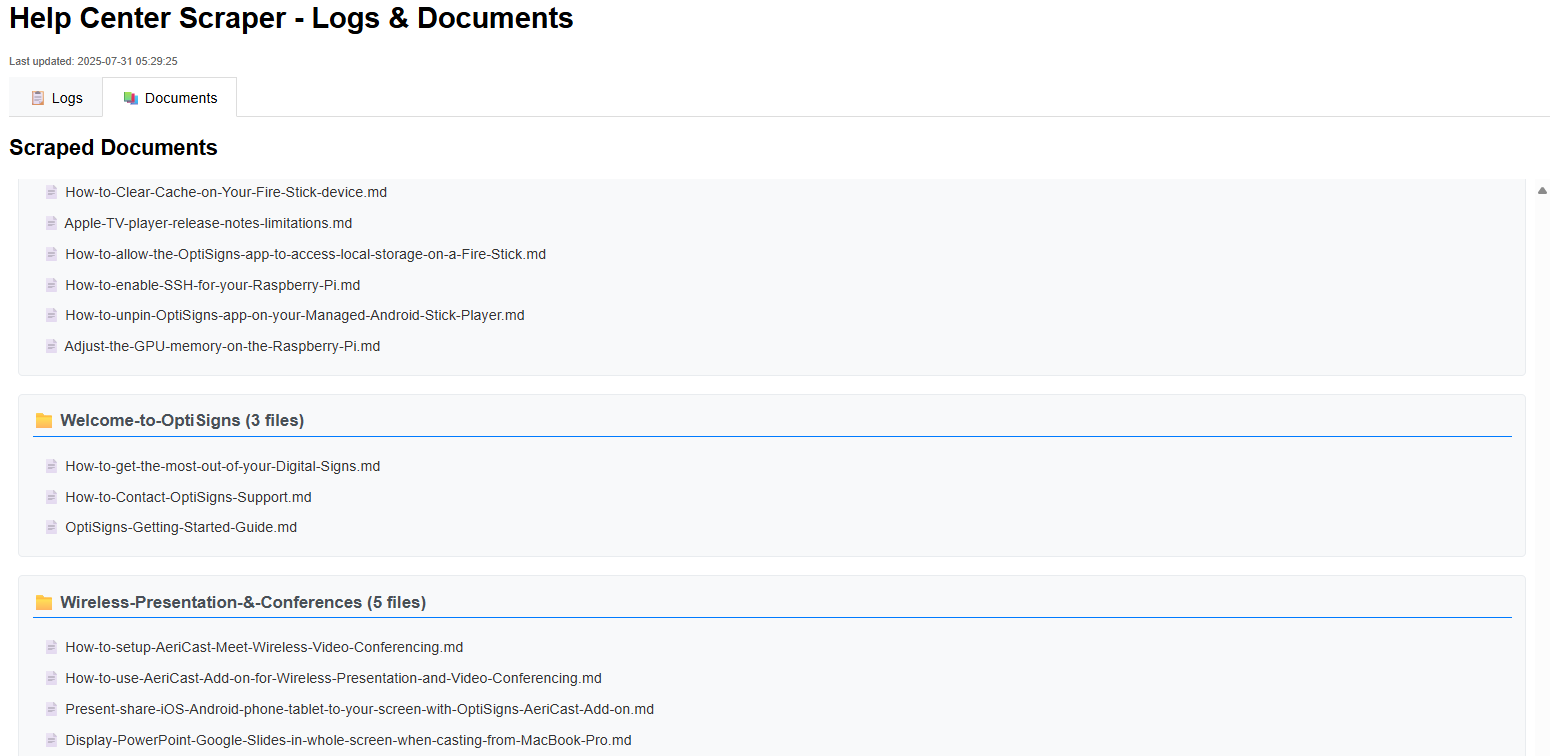 Help Center Scraper - Logs & Documents
Last updated: 2025-07-31 05:29:25
Logs
Documents
Scraped Documents
How-to-Clear-Cache-on-Your-Fire-Stick-device.md
Apple-TV-player-release-notes-limitations.md
How-to-allow-the-OptiSigns-app-to-access-local-storage-on-a-Fire-Stick.md
How-to-enable-SSH-for-your-Raspberry-Pi.md
How-to-unpin-OptiSigns-app-on-your-Managed-Android-Stick-Player.md
Adjust-the-GPU-memory-on-the-Raspberry-Pi.md
Welcome-to-OptiSigns (3 files)
How-to-get-the-most-out-of-your-Digital-Signs.md
How-to-Contact-OptiSigns-Support.md
OptiSigns-Getting-Started-Guide.md
Wireless-Presentation-&-Conferences (5 files)
How-to-setup-AeriCast-Meet-Wireless-Video-Conferencing.md
How-to-use-AeriCast-Add-on-for-Wireless-Presentation-and-Video-Conferencing.md
Present-share-iOS-Android-phone-tablet-to-your-screen-with-OptiSigns-AeriCast-Add-on.md
Display-PowerPoint-Google-Slides-in-whole-screen-when-casting-from-MacBook-Pro.md